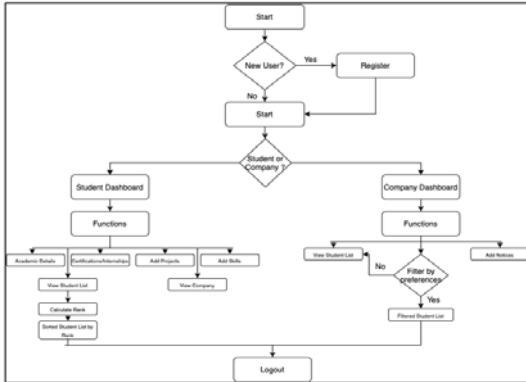 Start
New User?
Yes
Register
No
Start
Student or
Company ?
Student Dashboard
Company Dashboard
Functions
Functions
Academic Details
Certifications/Internships
Add Projects
Add Skills
View Student List
Filter by
preferences
Add Notices
No
View Student List
View Company
Yes
Calculate Rank
Filtered Student List
Sorted Student List by
Rank
Logout